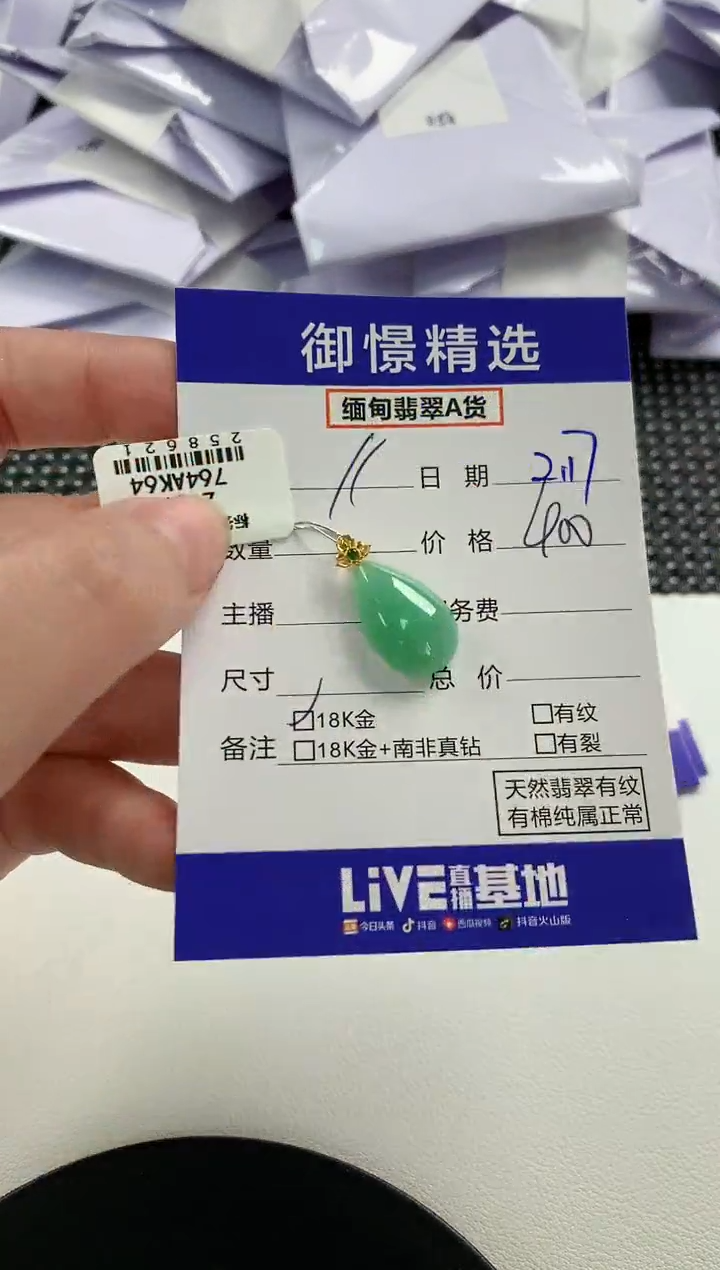 御憬精选
缅甸翡翠A货
258621
764AK64
11 日 期 2.17
数量 价 格 400
主播 务费
尺寸 总 价
备注 18K金 有纹
18K金+南非真钻 有裂
天然翡翠有纹
有棉纯属正常
LiVE直播基地
今日头条 抖音 西瓜视频 抖音火山版